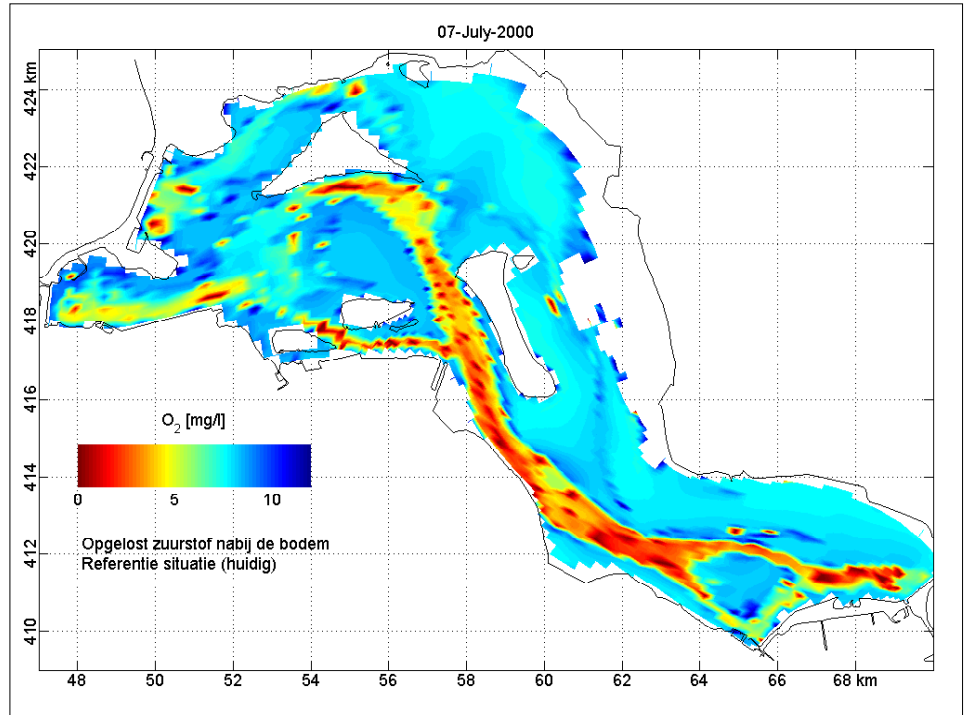 07-July-2000
424 km
422
420
418
416
414
412
410
O2 [mg/l]
0 5 10
Opgelost zuurstof nabij de bodem
Referentie situatie (huidig)
48 50 52 54 56 58 60 62 64 66 68 km